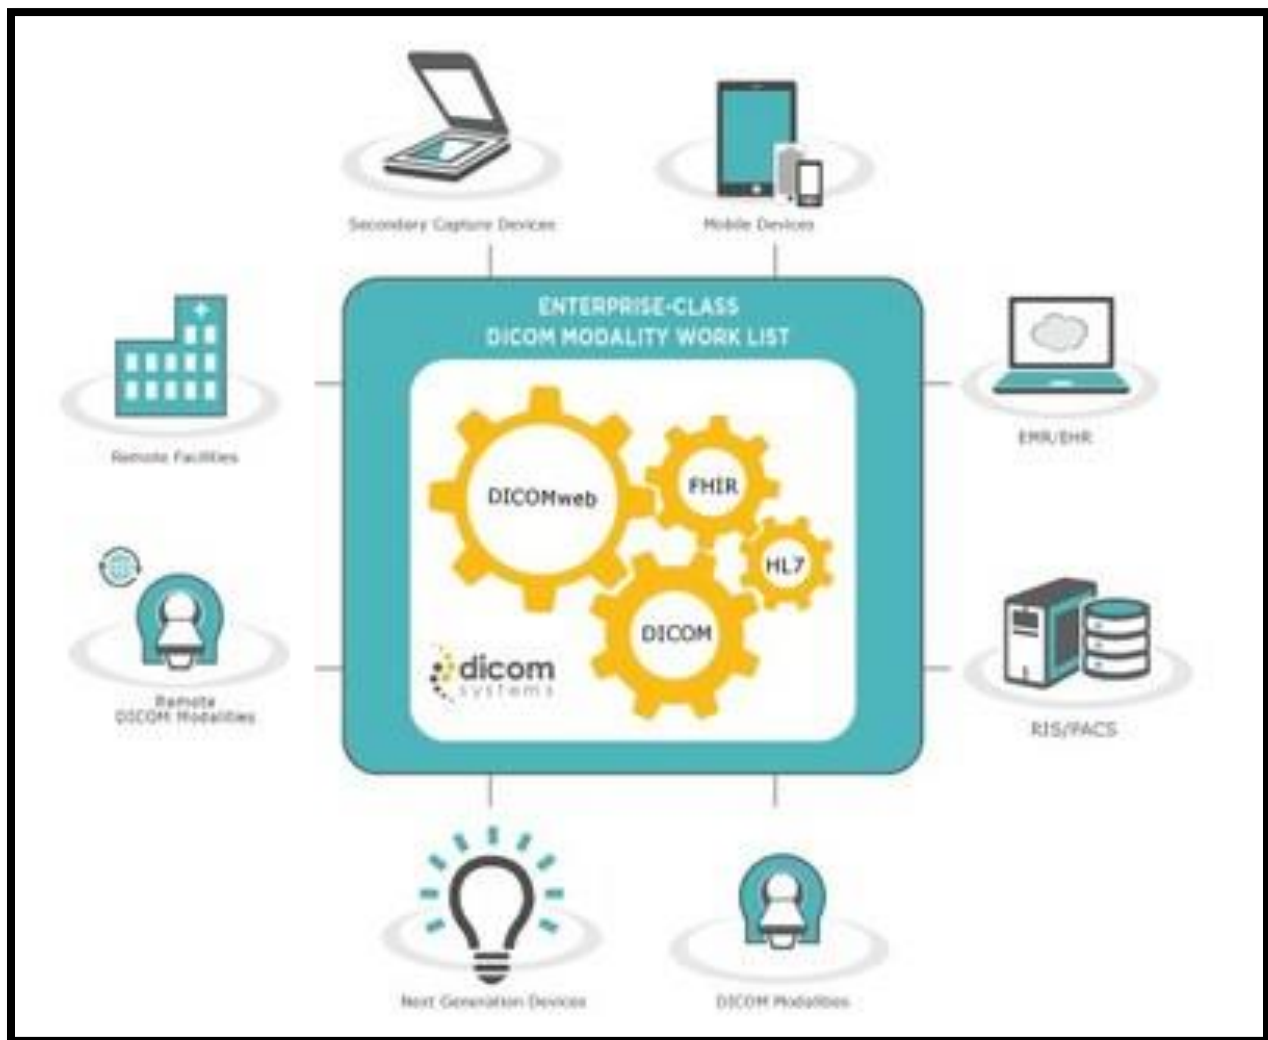 Secondary Capture Devices
Mobile Devices
ENTERPRISE-CLASS
DICOM MODALITY WORK LIST
Remote Facilities
EMR/EHR
DICOMweb
FHIR
HL7
DICOM
dicom
systems
Remote
DICOM Modalities
RIS/PACS
Next Generation Devices
DICOM Modalities